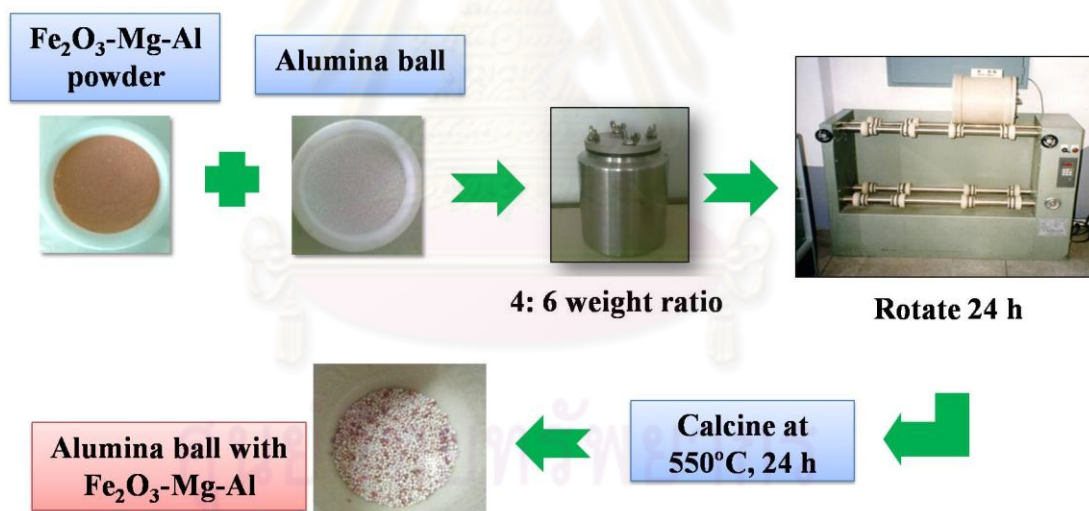 Fe₂O₃-Mg-Al
powder
Alumina ball
4: 6 weight ratio
Rotate 24 h
Calcine at
550°C, 24 h
Alumina ball with
Fe₂O₃-Mg-Al